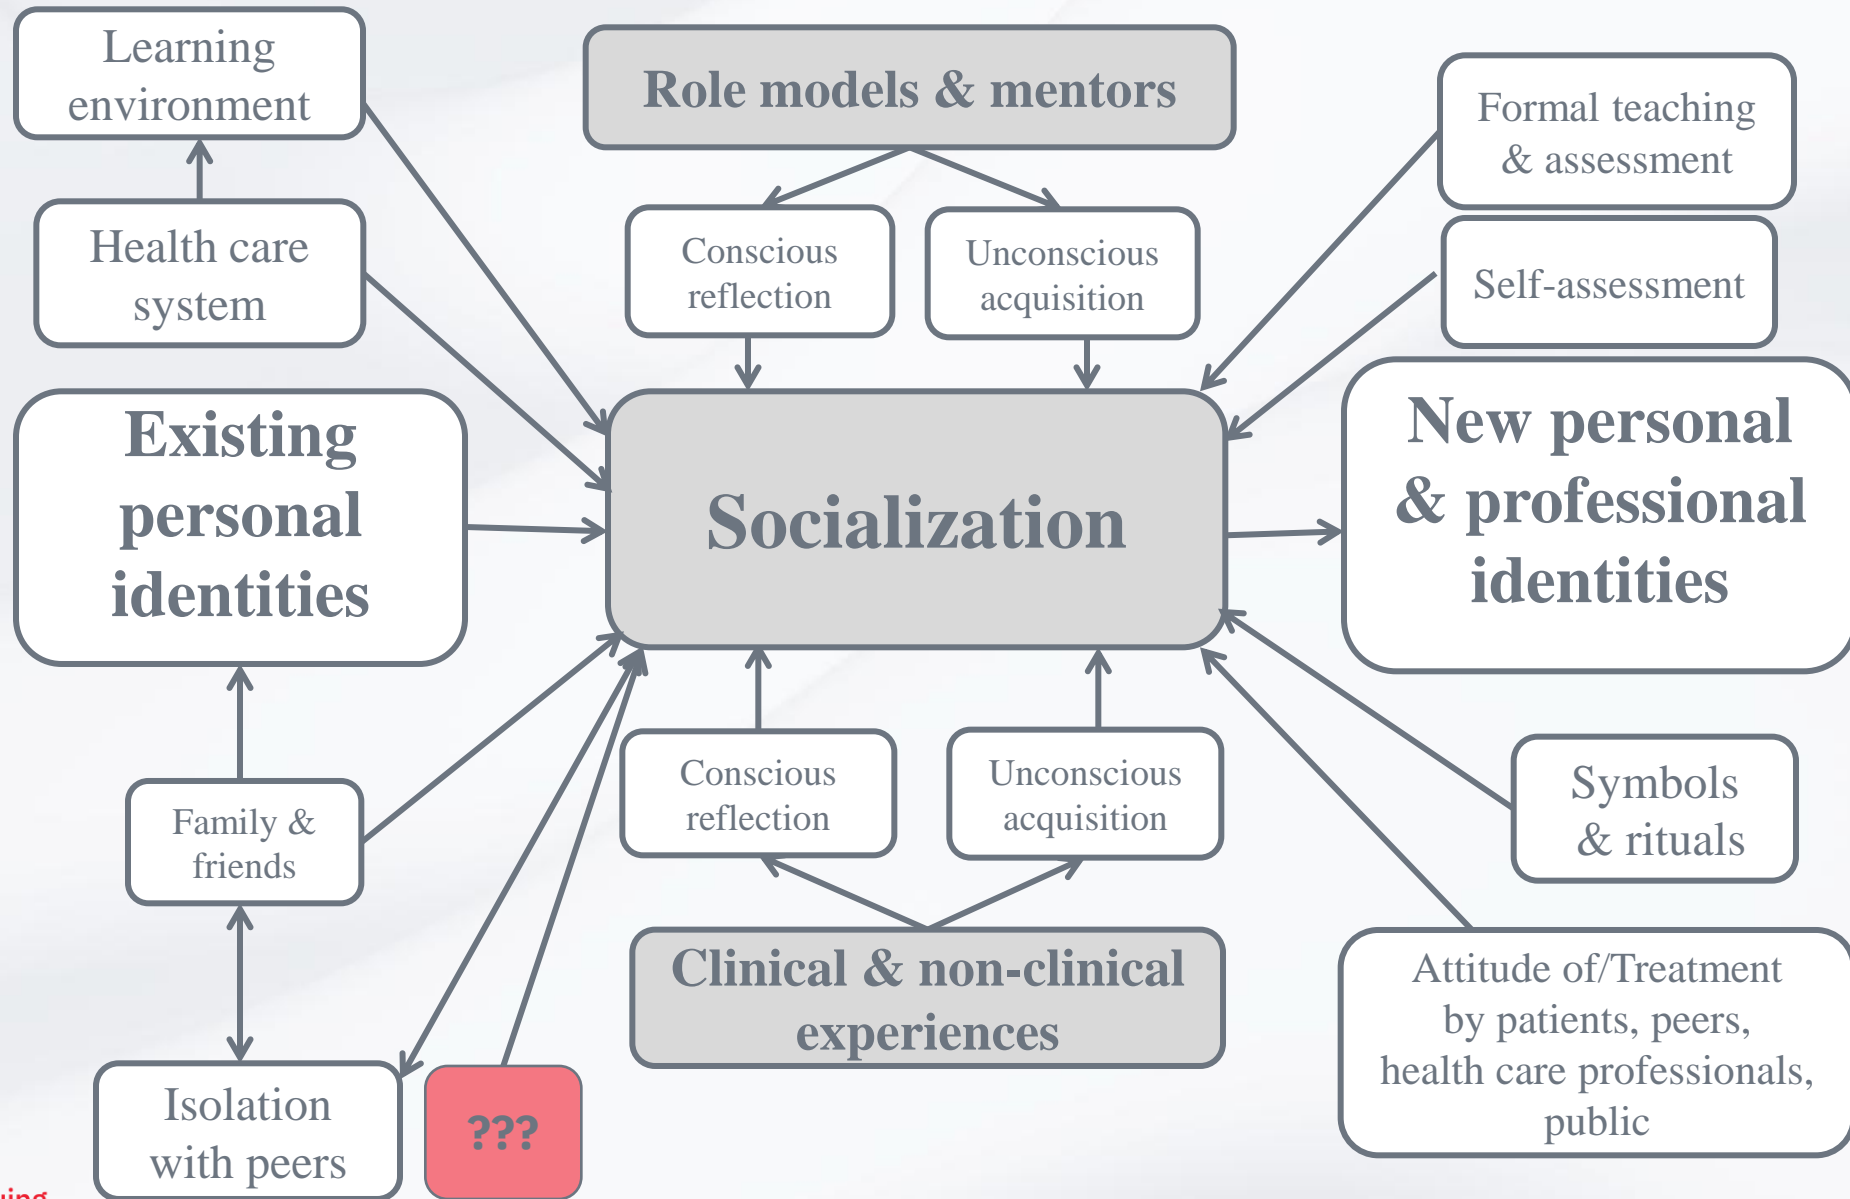 Learning
environment
Role models & mentors
Formal teaching
& assessment
Health care
system
Conscious
reflection
Unconscious
acquisition
Self-assessment
Existing
personal
identities
Socialization
New personal
& professional
identities
Family &
friends
Conscious
reflection
Unconscious
acquisition
Symbols
& rituals
Clinical & non-clinical
experiences
Attitude of/Treatment
by patients, peers,
health care professionals,
public
Isolation
with peers
???